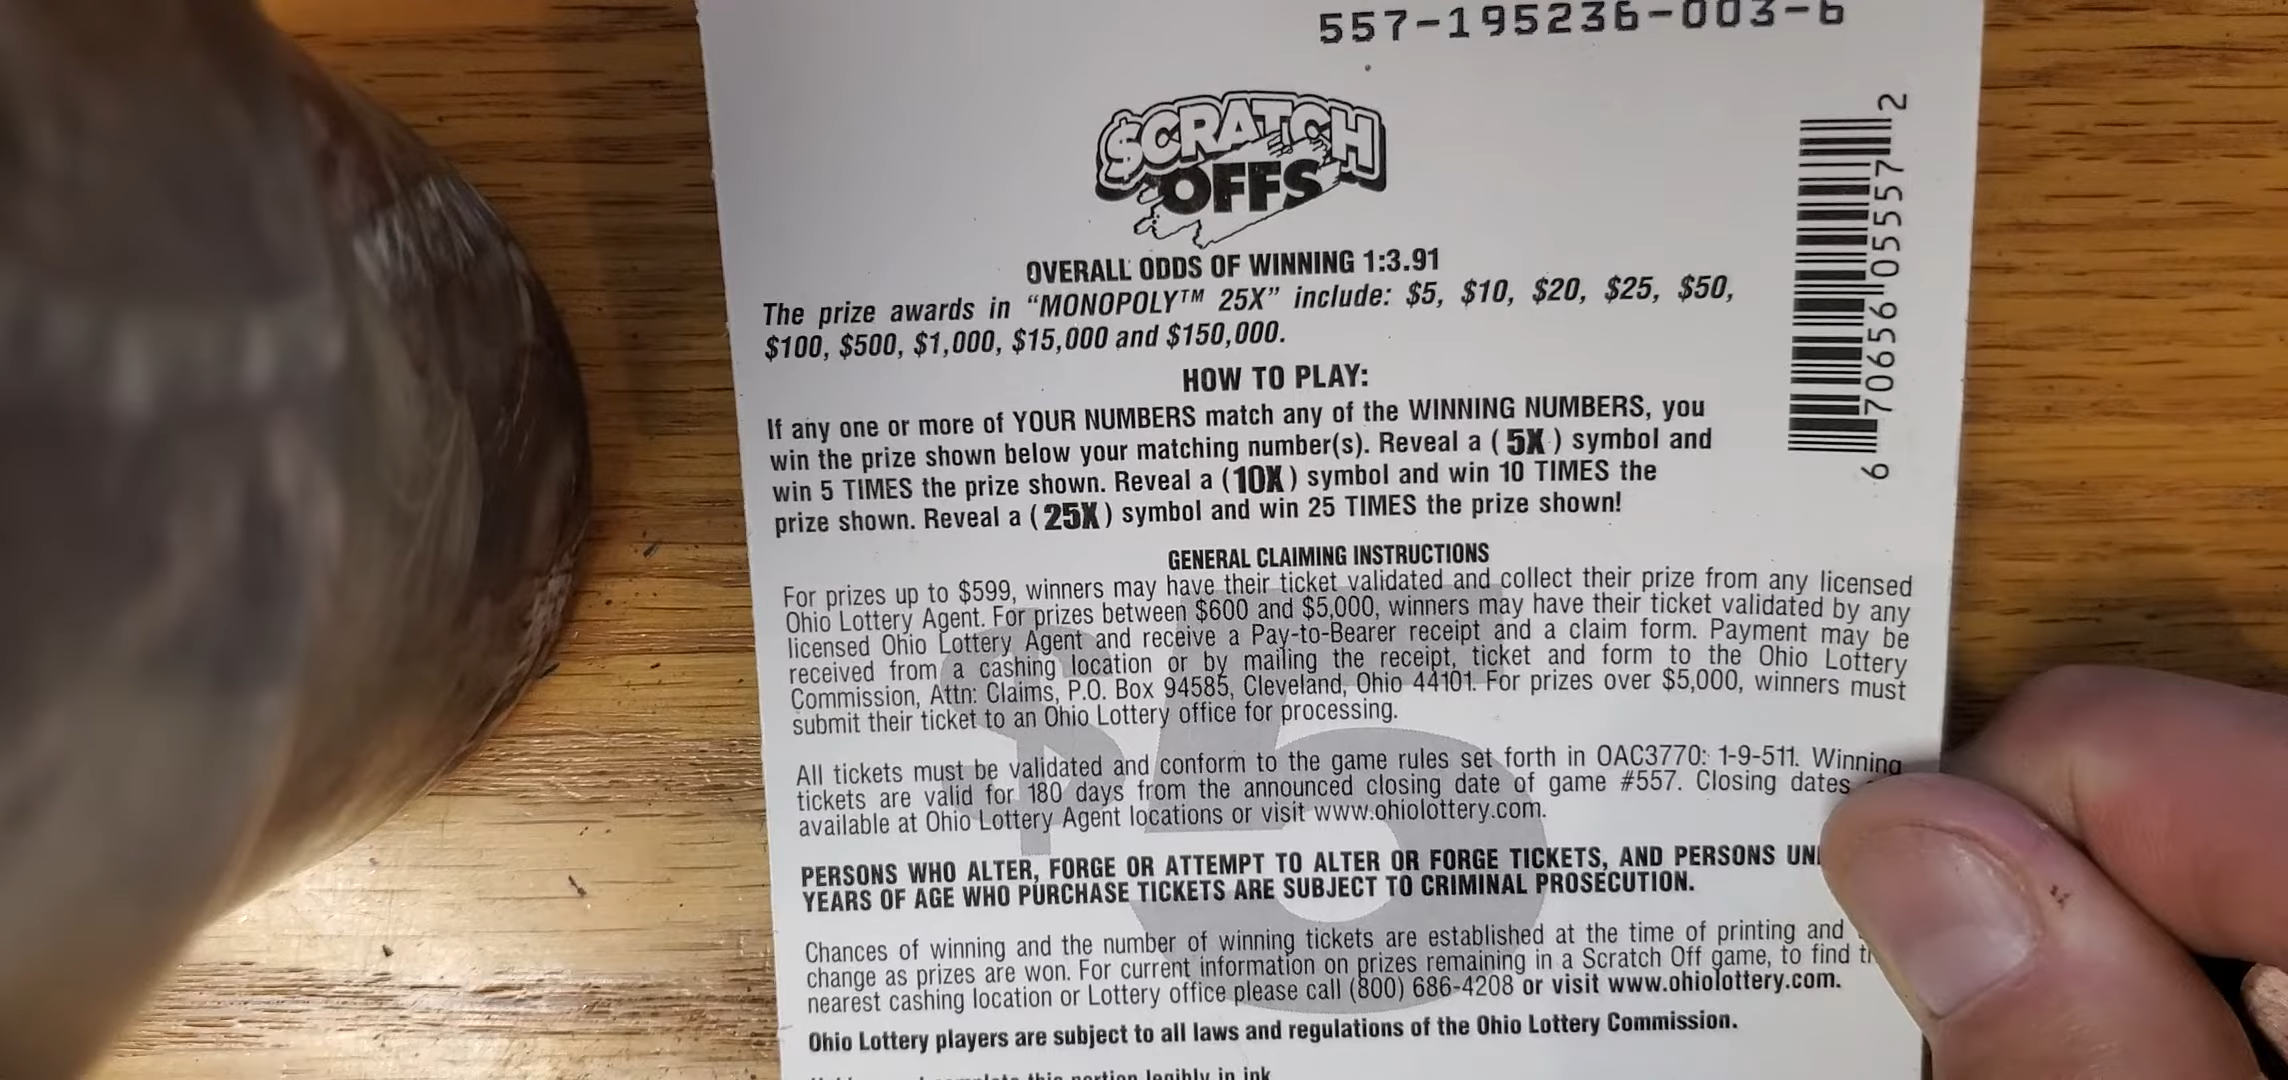 557-195236-003-6
$CRATCH
OFFS
OVERALL ODDS OF WINNING 1:3.91
The prize awards in “MONOPOLY™ 25X” include: $5, $10, $20, $25, $50,
$100, $500, $1,000, $15,000 and $150,000.
HOW TO PLAY:
If any one or more of YOUR NUMBERS match any of the WINNING NUMBERS, you
win the prize shown below your matching number(s). Reveal a (5X) symbol and
win 5 TIMES the prize shown. Reveal a (10X) symbol and win 10 TIMES the
prize shown. Reveal a (25X) symbol and win 25 TIMES the prize shown!
6 70656 05557 2
GENERAL CLAIMING INSTRUCTIONS
For prizes up to $599, winners may have their ticket validated and collect their prize from any licensed
Ohio Lottery Agent. For prizes between $600 and $5,000, winners may have their ticket validated by any
licensed Ohio Lottery Agent and receive a Pay-to-Bearer receipt and a claim form. Payment may be
received from a cashing location or by mailing the receipt, ticket and form to the Ohio Lottery
Commission, Attn: Claims, P.O. Box 94585, Cleveland, Ohio 44101. For prizes over $5,000, winners must
submit their ticket to an Ohio Lottery office for processing.
$5
All tickets must be validated and conform to the game rules set forth in OAC3770: 1-9-511. Winning
tickets are valid for 180 days from the announced closing date of game #557. Closing dates
available at Ohio Lottery Agent locations or visit www.ohiolottery.com.
PERSONS WHO ALTER, FORGE OR ATTEMPT TO ALTER OR FORGE TICKETS, AND PERSONS
YEARS OF AGE WHO PURCHASE TICKETS ARE SUBJECT TO CRIMINAL PROSECUTION.
Chances of winning and the number of winning tickets are established at the time of printing and
change as prizes are won. For current information on prizes remaining in a Scratch Off game, to find
nearest cashing location or Lottery office please call (800) 686-4208 or visit www.ohiolottery.com.
Ohio Lottery players are subject to all laws and regulations of the Ohio Lottery Commission.
this portion legibly in ink